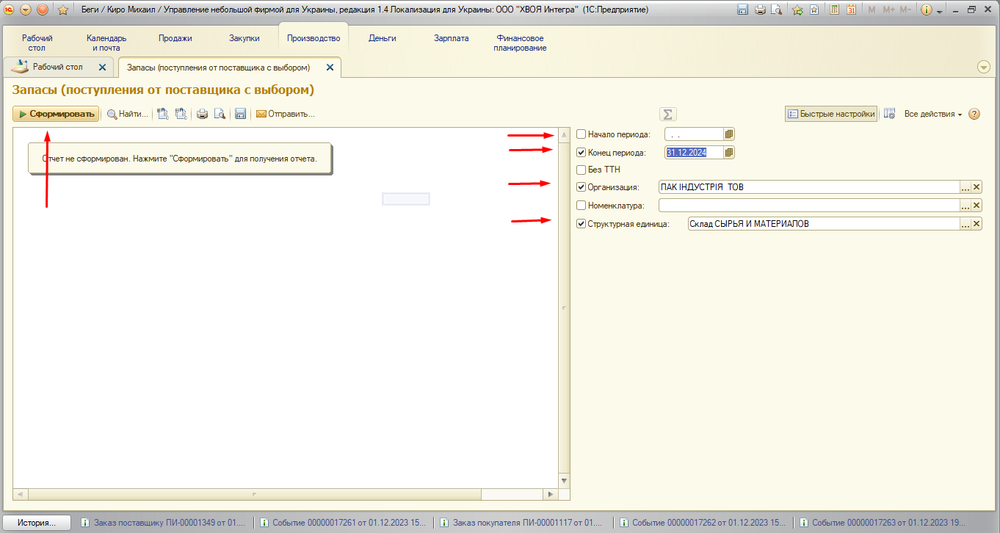 Беги / Киро Михаил / Управление небольшой фирмой для Украины, редакция 1.4 Локализация для Украины: ООО "ХВОЯ Интегра" (1С:Предприятие)
M M+ M-
Рабочий стол
Календарь и почта
Продажи
Закупки
Производство
Деньги
Зарплата
Финансовое планирование
Рабочий стол
Запасы (поступления от поставщика с выбором)
Запасы (поступления от поставщика с выбором)
Сформировать
Найти...
Отправить...
Σ
Быстрые настройки
Все действия
?
Отчет не сформирован. Нажмите "Сформировать" для получения отчета.
Начало периода: . .
Конец периода: 31.12.2024
Без ТТН
Организация: ПАК ІНДУСТРІЯ ТОВ ...
Номенклатура: ...
Структурная единица: Склад СЫРЬЯ И МАТЕРИАЛОВ ...
История...
Заказ поставщику ПИ-00001349 от 01....
Событие 00000017261 от 01.12.2023 15...
Заказ покупателя ПИ-00001117 от 01....
Событие 00000017262 от 01.12.2023 15...
Событие 00000017263 от 01.12.2023 19...